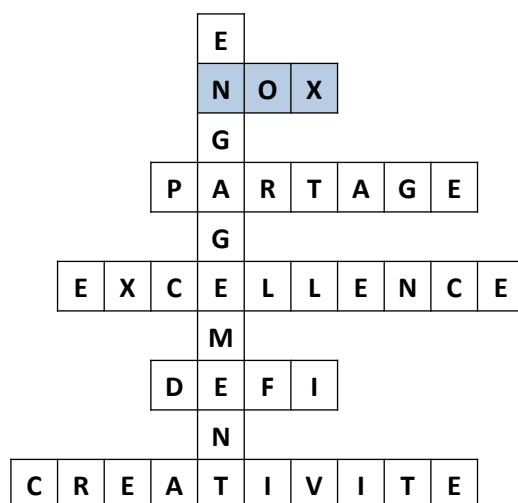 E
NOX
G
PARTAGE
G
EXCELLENCE
M
DEFI
N
CREATIVITE